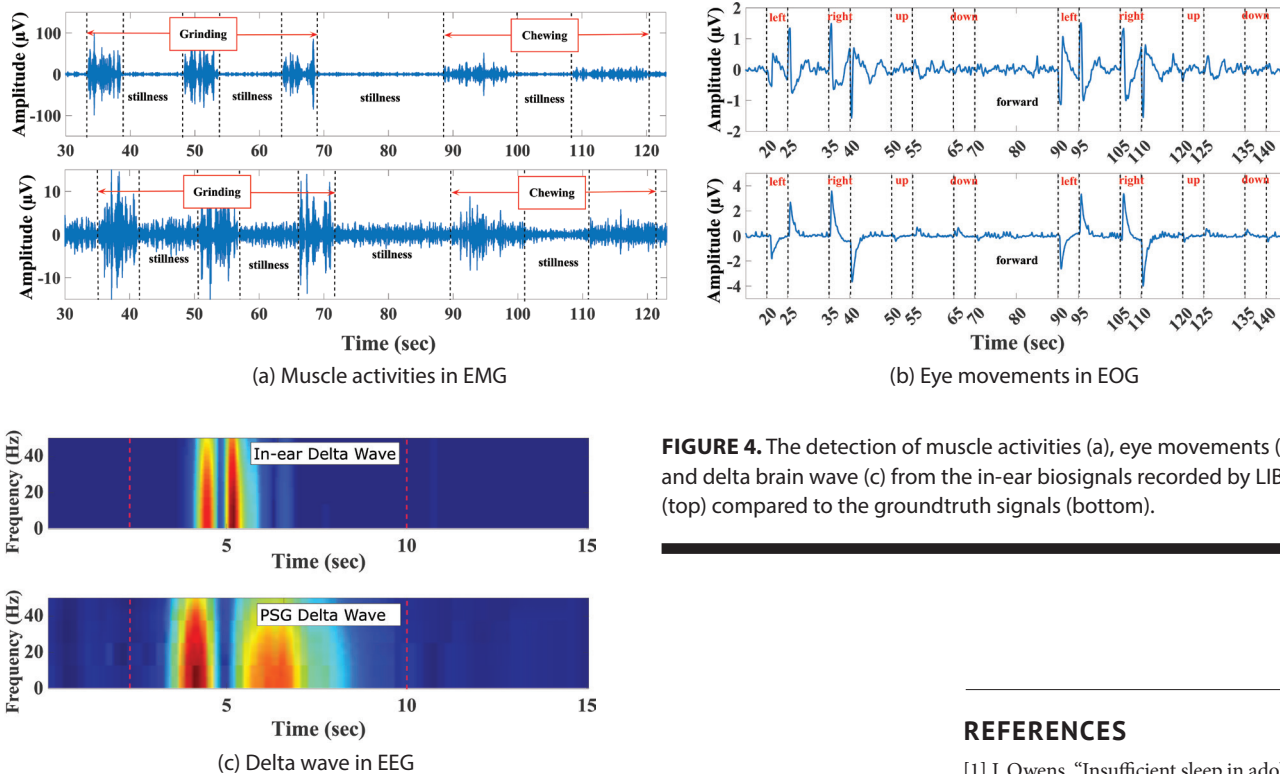 Amplitude (µV)
100
0
-100
Grinding
Chewing
stillness
stillness
stillness
stillness
30 40 50 60 70 80 90 100 110 120
Amplitude (µV)
10
0
-10
Grinding
Chewing
stillness
stillness
stillness
stillness
30 40 50 60 70 80 90 100 110 120
Time (sec)
(a) Muscle activities in EMG
Amplitude (µV)
2
1
0
-1
-2
left right up down left right up down
forward
20 25 35 40 50 55 65 70 80 90 95 105 110 120 125 135 140
Amplitude (µV)
4
2
0
-2
-4
left right up down left right up down
forward
20 25 35 40 50 55 65 70 80 90 95 105 110 120 125 135 140
Time (sec)
(b) Eye movements in EOG
Frequency (Hz)
40
20
0
In-ear Delta Wave
5 10 15
Time (sec)
Frequency (Hz)
40
20
0
PSG Delta Wave
5 10 15
Time (sec)
(c) Delta wave in EEG
FIGURE 4. The detection of muscle activities (a), eye movements (
and delta brain wave (c) from the in-ear biosignals recorded by LIB
(top) compared to the groundtruth signals (bottom).
REFERENCES
[1] J. Owens, "Insufficient sleep in adol